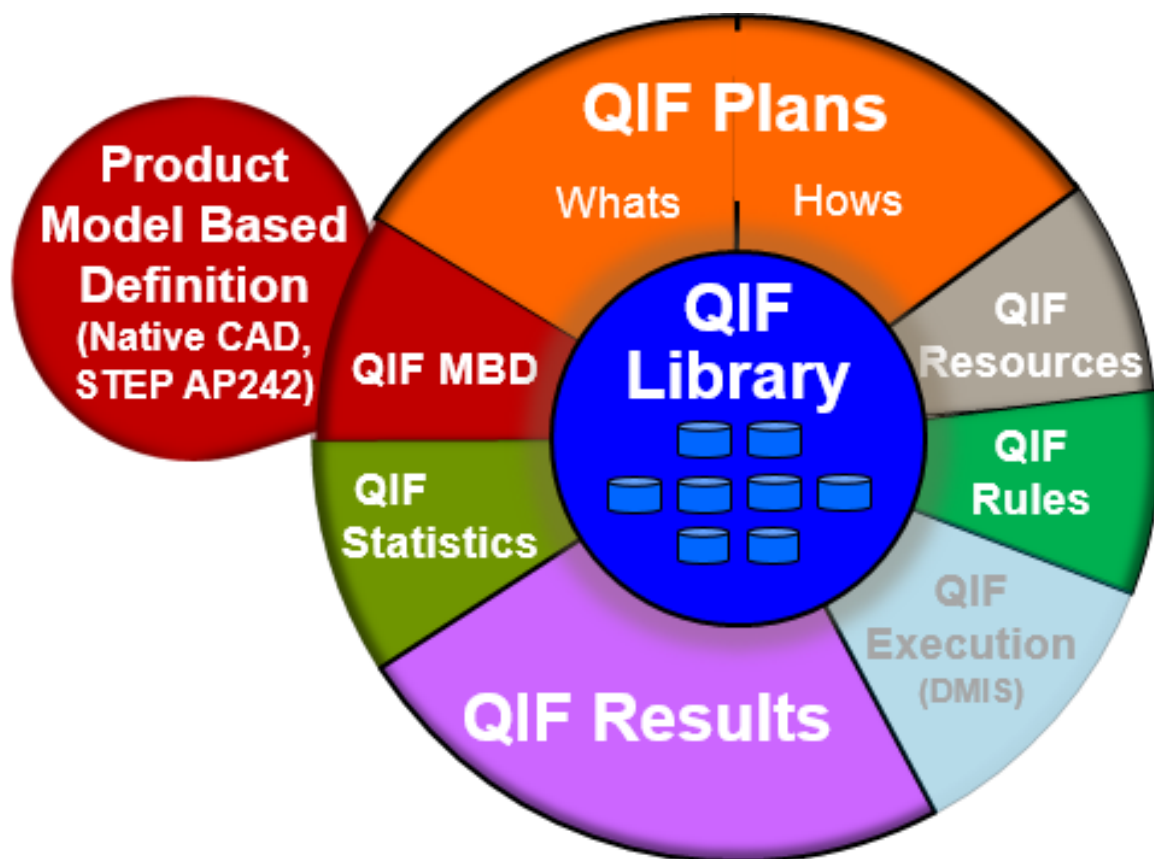 QIF Plans
Whats
Hows
Product
Model Based
Definition
(Native CAD,
STEP AP242)
QIF MBD
QIF
Library
QIF
Resources
QIF
Rules
QIF
Statistics
QIF
Execution
(DMIS)
QIF Results